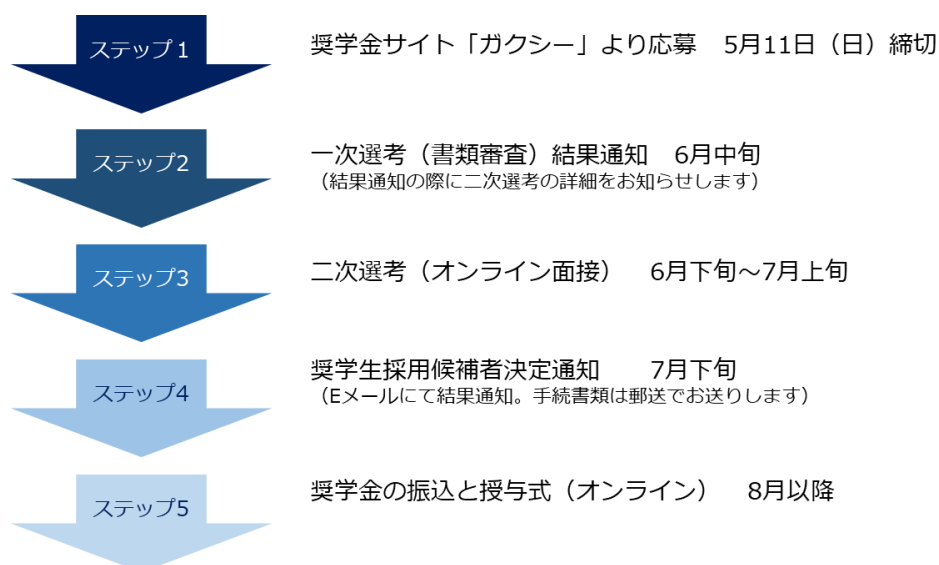 ステップ１
奨学金サイト「ガクシー」より応募　5月11日（日）締切
ステップ2
一次選考（書類審査）結果通知　6月中旬
（結果通知の際に二次選考の詳細をお知らせします）
ステップ3
二次選考（オンライン面接）　6月下旬～7月上旬
ステップ4
奨学生採用候補者決定通知　　7月下旬
（Eメールにて結果通知。手続書類は郵送でお送りします）
ステップ5
奨学金の振込と授与式（オンライン）　8月以降